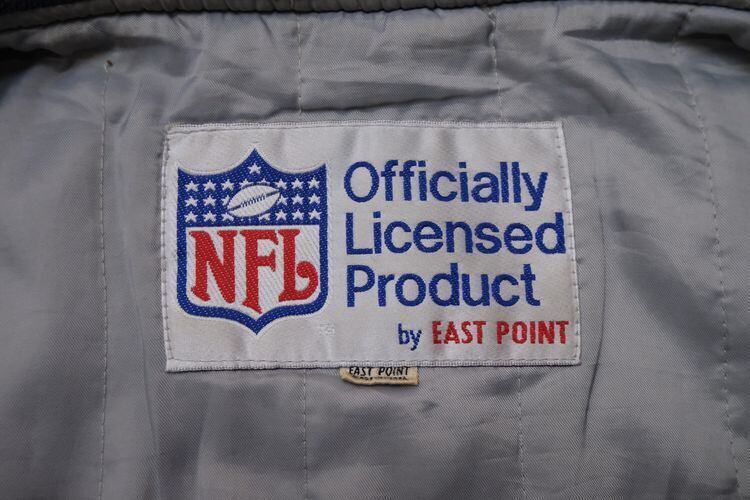 NFL
Officially
Licensed
Product
by EAST POINT
EAST POINT